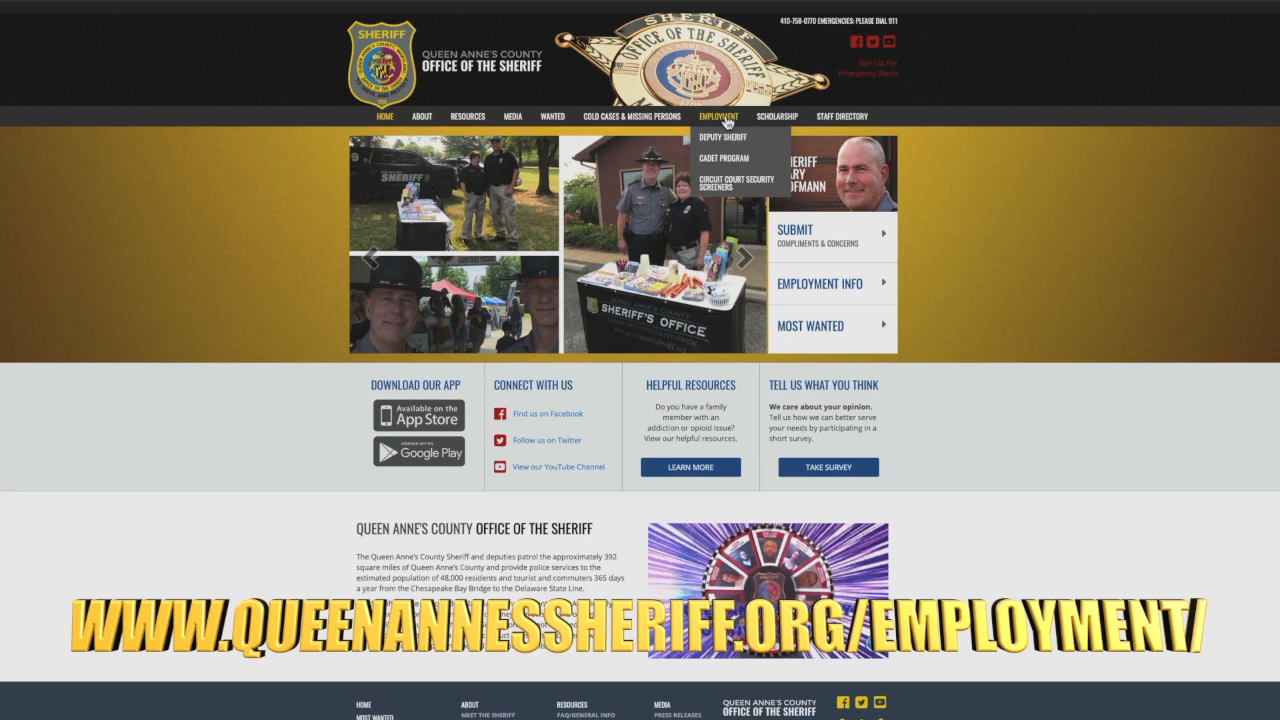 410-758-0770 EMERGENCIES: PLEASE DIAL 911
SHERIFF
QUEEN ANNE'S COUNTY
OFFICE OF THE SHERIFF
SHERIFF
OFFICE OF THE SHERIFF
Sign Up For
Emergency Alerts
HOME ABOUT RESOURCES MEDIA WANTED COLD CASES & MISSING PERSONS EMPLOYMENT SCHOLARSHIP STAFF DIRECTORY
DEPUTY SHERIFF
CADET PROGRAM
CIRCUIT COURT SECURITY
SCREENERS
SHERIFF
SHERIFF'S OFFICE
SUBMIT
COMPLIMENTS & CONCERNS
EMPLOYMENT INFO
MOST WANTED
DOWNLOAD OUR APP
Available on the
App Store
ANDROID APP ON
Google Play
CONNECT WITH US
Find us on Facebook
Follow us on Twitter
View our YouTube Channel
HELPFUL RESOURCES
Do you have a family
member with an
addiction or opioid issue?
View our helpful resources.
LEARN MORE
TELL US WHAT YOU THINK
We care about your opinion.
Tell us how we can better serve
your needs by participating in a
short survey.
TAKE SURVEY
QUEEN ANNE'S COUNTY OFFICE OF THE SHERIFF
The Queen Anne's County Sheriff and deputies patrol the approximately 392
square miles of Queen Anne's County and provide police services to the
estimated population of 48,000 residents and tourist and commuters 365 days
a year from the Chesapeake Bay Bridge to the Delaware State Line.
WWW.QUEENANNESSHERIFF.ORG/EMPLOYMENT/
HOME ABOUT RESOURCES MEDIA
MOST WANTED MEET THE SHERIFF FAQ/GENERAL INFO PRESS RELEASES
QUEEN ANNE'S COUNTY
OFFICE OF THE SHERIFF